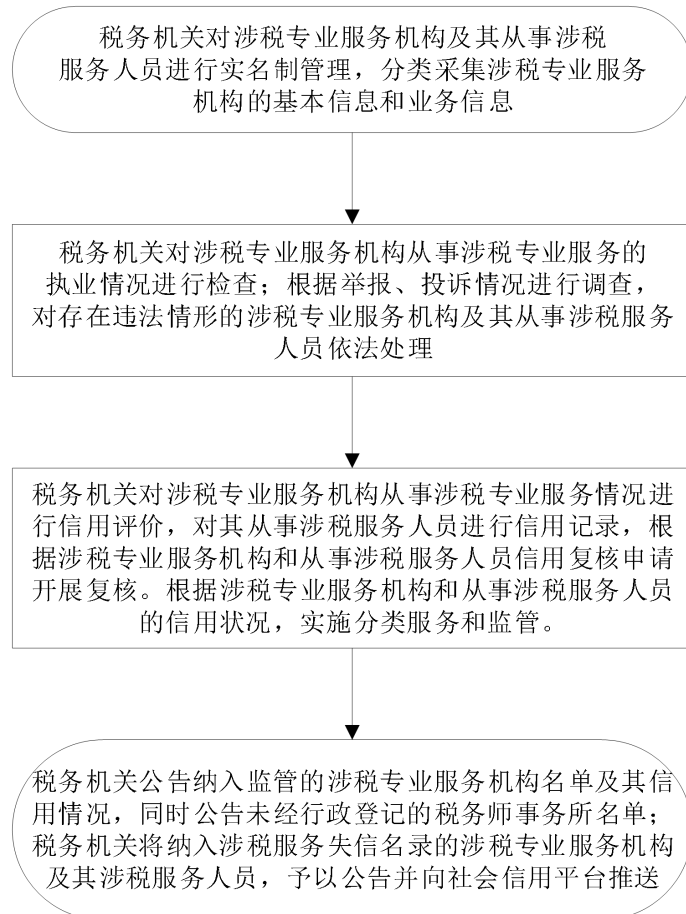 税务机关对涉税专业服务机构及其从事涉税
服务人员进行实名制管理，分类采集涉税专业服务
机构的基本信息和业务信息
税务机关对涉税专业服务机构从事涉税专业服务的
执业情况进行检查；根据举报、投诉情况进行调查，
对存在违法情形的涉税专业服务机构及其从事涉税服务
人员依法处理
税务机关对涉税专业服务机构从事涉税专业服务情况进
行信用评价，对其从事涉税服务人员进行信用记录，根
据涉税专业服务机构和从事涉税服务人员信用复核申请
开展复核。根据涉税专业服务机构和从事涉税服务人员
的信用状况，实施分类服务和监管。
税务机关公告纳入监管的涉税专业服务机构名单及其信
用情况，同时公告未经行政登记的税务师事务所名单；
税务机关将纳入涉税服务失信名录的涉税专业服务机构
及其涉税服务人员，予以公告并向社会信用平台推送